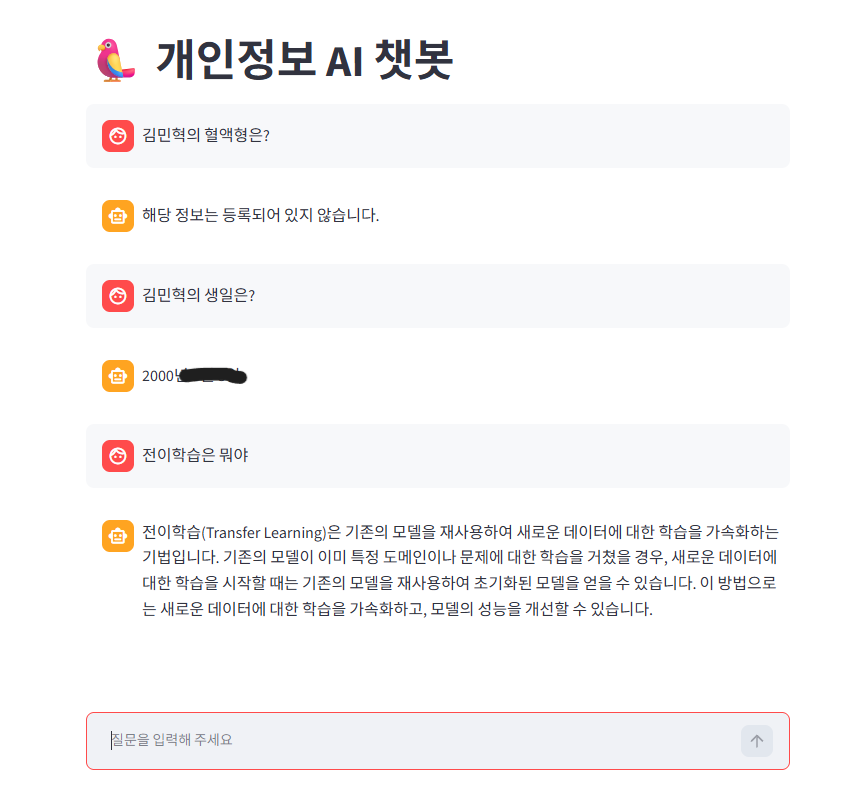 개인정보 AI 챗봇
김민혁의 혈액형은?
해당 정보는 등록되어 있지 않습니다.
김민혁의 생일은?
2000년
전이학습은 뭐야
전이학습(Transfer Learning)은 기존의 모델을 재사용하여 새로운 데이터에 대한 학습을 가속화하는
기법입니다. 기존의 모델이 이미 특정 도메인이나 문제에 대한 학습을 거쳤을 경우, 새로운 데이터에
대한 학습을 시작할 때는 기존의 모델을 재사용하여 초기화된 모델을 얻을 수 있습니다. 이 방법으로
는 새로운 데이터에 대한 학습을 가속화하고, 모델의 성능을 개선할 수 있습니다.
질문을 입력해 주세요